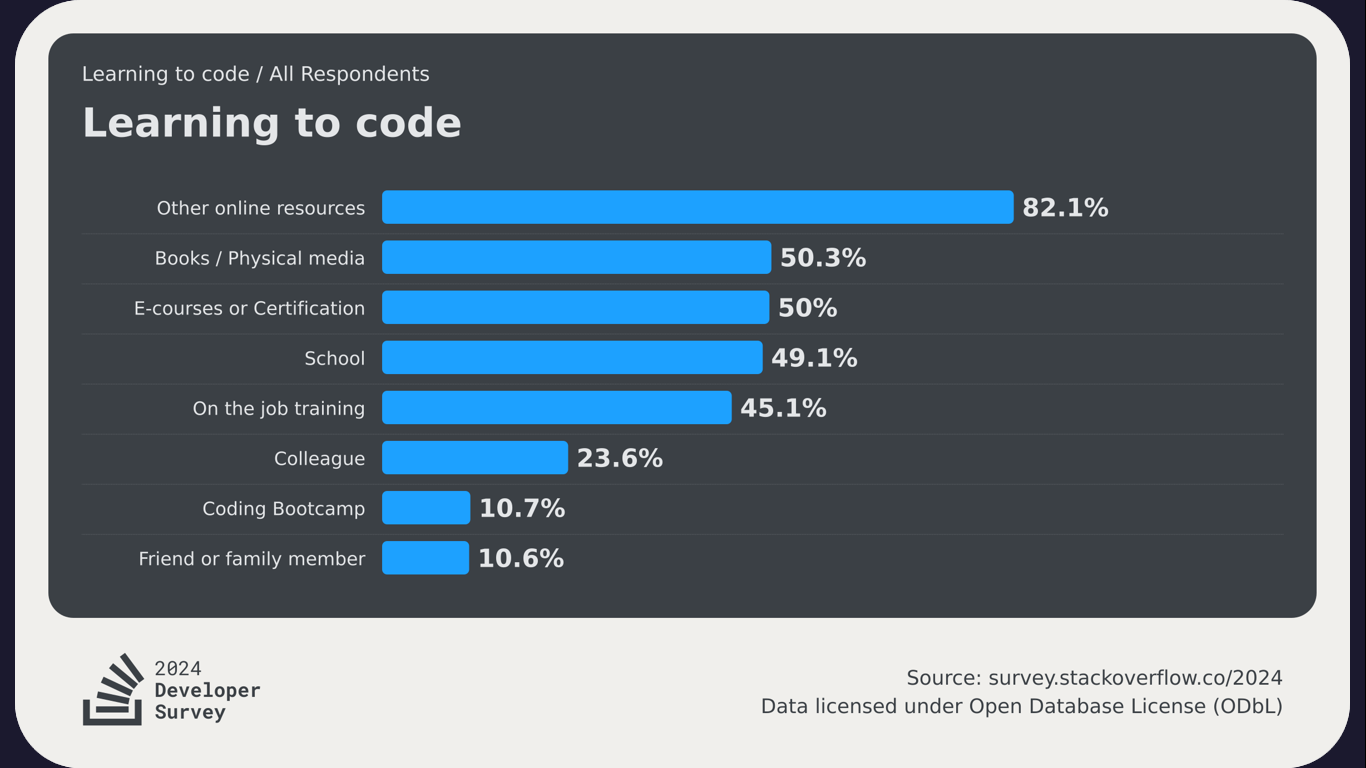 Learning to code / All Respondents
Learning to code
Other online resources 82.1%
Books / Physical media 50.3%
E-courses or Certification 50%
School 49.1%
On the job training 45.1%
Colleague 23.6%
Coding Bootcamp 10.7%
Friend or family member 10.6%
2024
Developer
Survey
Source: survey.stackoverflow.co/2024
Data licensed under Open Database License (ODbL)